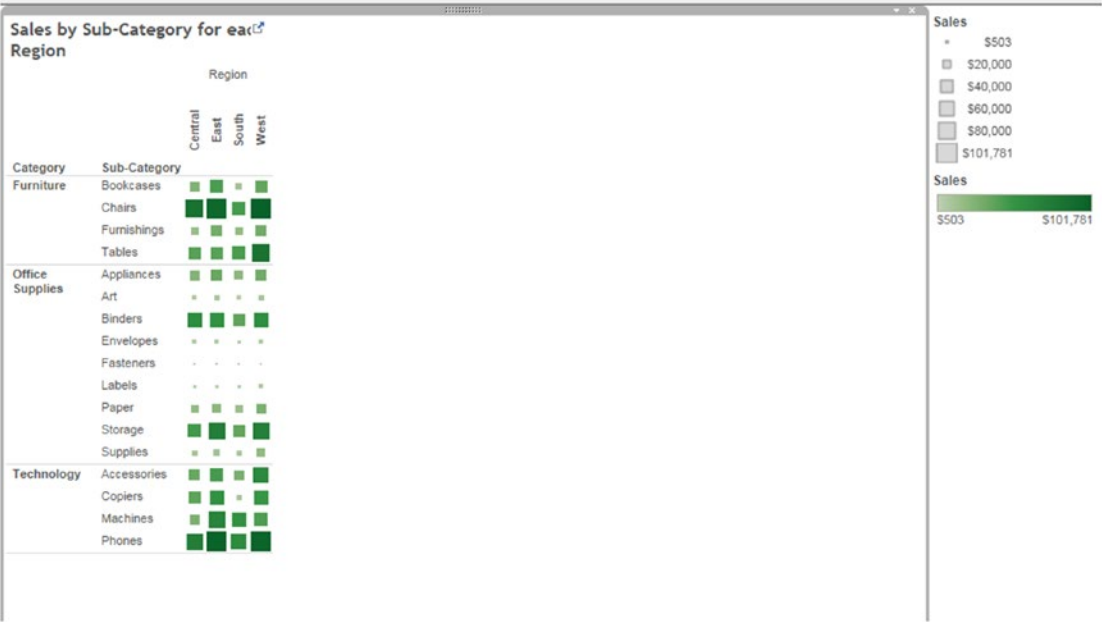 Sales by Sub-Category for eac
Region
Region
Central
East
South
West
Category Sub-Category
Furniture Bookcases
Chairs
Furnishings
Tables
Office Supplies Appliances
Art
Binders
Envelopes
Fasteners
Labels
Paper
Storage
Supplies
Technology Accessories
Copiers
Machines
Phones
Sales
$503
$20,000
$40,000
$60,000
$80,000
$101,781
Sales
$503 $101,781